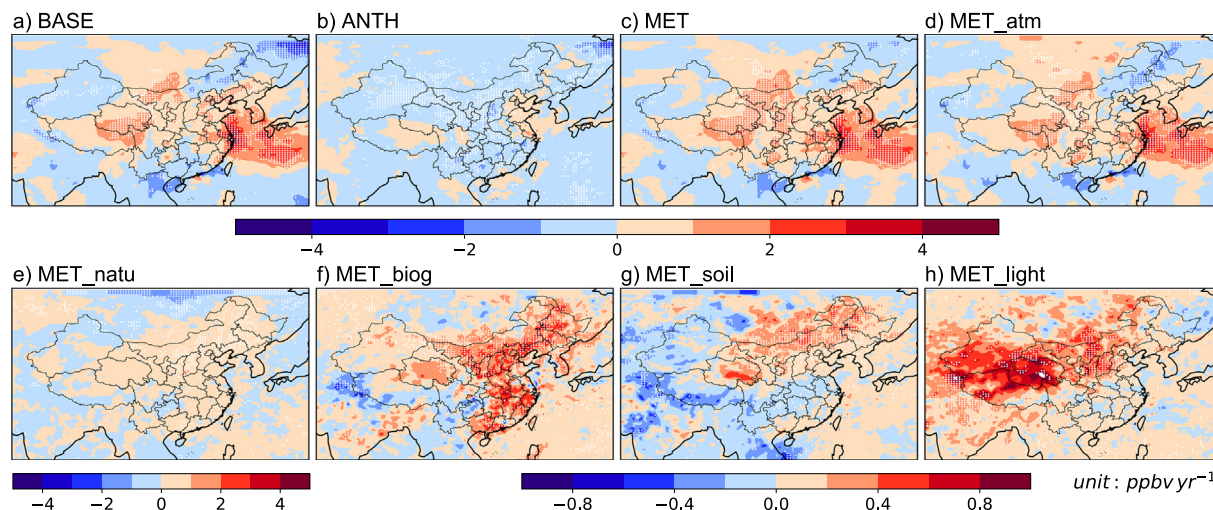 a) BASE b) ANTH c) MET d) MET_atm
−4 −2 0 2 4
e) MET_natu f) MET_biog g) MET_soil h) MET_light
−4 −2 0 2 4 −0.8 −0.4 0.0 0.4 0.8 unit: ppbv yr⁻¹